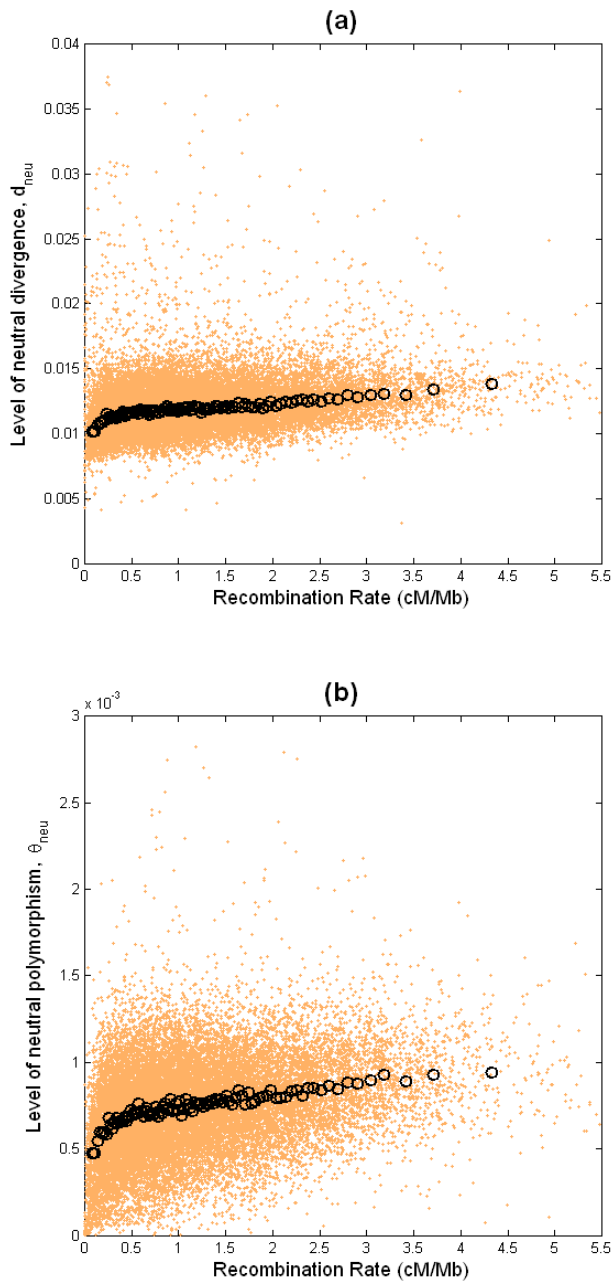 (a)
0.04
0.035
0.03
0.025
0.02
0.015
0.01
0.005
0
Level of neutral divergence, d_neu
0 0.5 1 1.5 2 2.5 3 3.5 4 4.5 5 5.5
Recombination Rate (cM/Mb)
(b)
x 10^-3
3
2.5
2
1.5
1
0.5
0
Level of neutral polymorphism, θ_neu
0 0.5 1 1.5 2 2.5 3 3.5 4 4.5 5 5.5
Recombination Rate (cM/Mb)